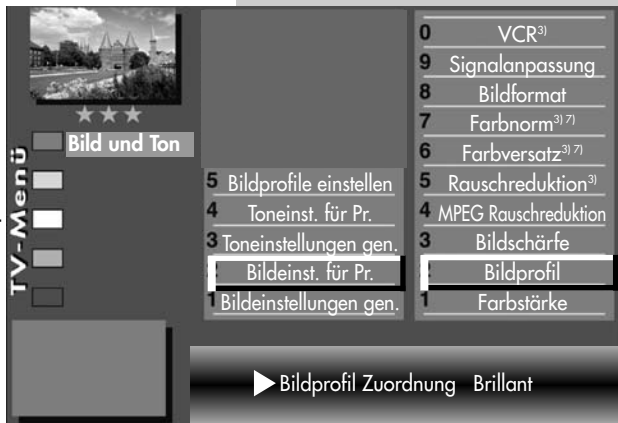 TV-Menü
Bild und Ton
5 Bildprofile einstellen
4 Toneinst. für Pr.
3 Toneinstellungen gen.
2 Bildeinst. für Pr.
1 Bildeinstellungen gen.
0 VCR³⁾
9 Signalanpassung
8 Bildformat
7 Farbnorm³⁾ ⁷⁾
6 Farbversatz³⁾ ⁷⁾
5 Rauschreduktion³⁾
4 MPEG Rauschreduktion
3 Bildschärfe
2 Bildprofil
1 Farbstärke
Bildprofil Zuordnung Brillant